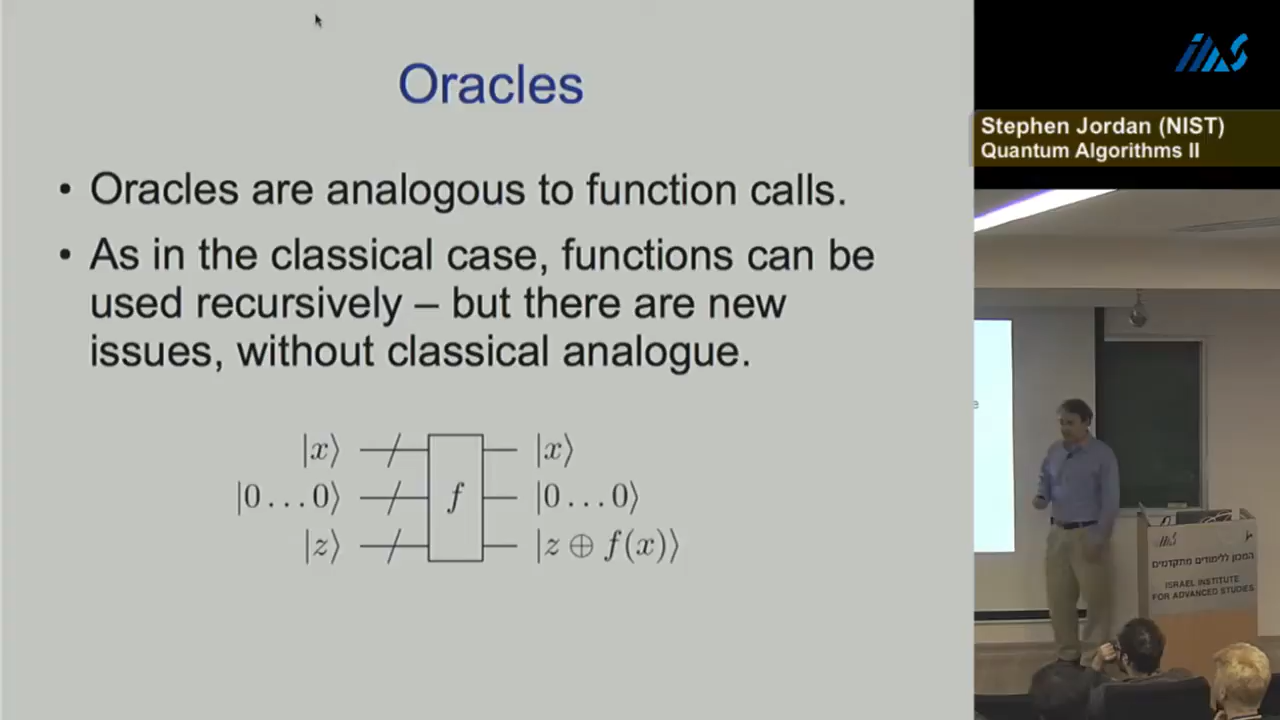 Oracles
• Oracles are analogous to function calls.
• As in the classical case, functions can be
used recursively – but there are new
issues, without classical analogue.
|x⟩ f |x⟩
|0...0⟩ |0...0⟩
|z⟩ |z ⊕ f(x)⟩
IIAS
Stephen Jordan (NIST)
Quantum Algorithms II
IIAS
המכון ללימודים מתקדמים
ISRAEL INSTITUTE
FOR ADVANCED STUDIES